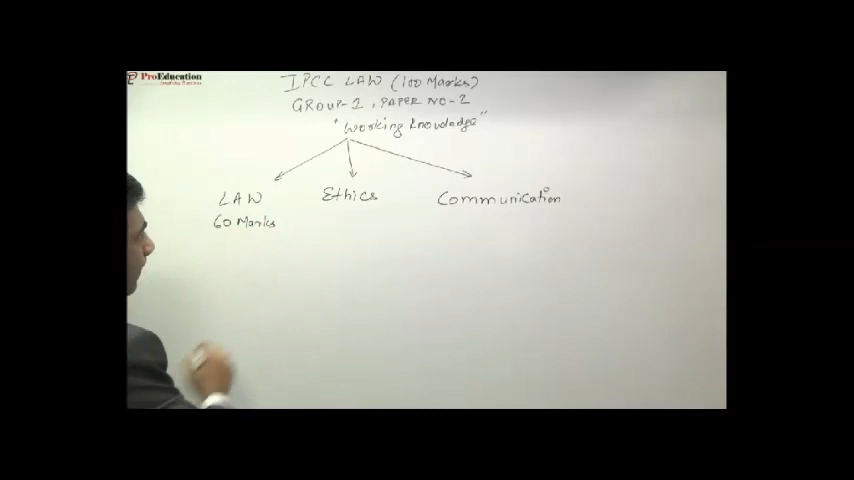 ProEducation
IPCC LAW (100 Marks)
GROUP-1, PAPER NO-2
"Working knowledge"
LAW Ethics Communication
60 Marks